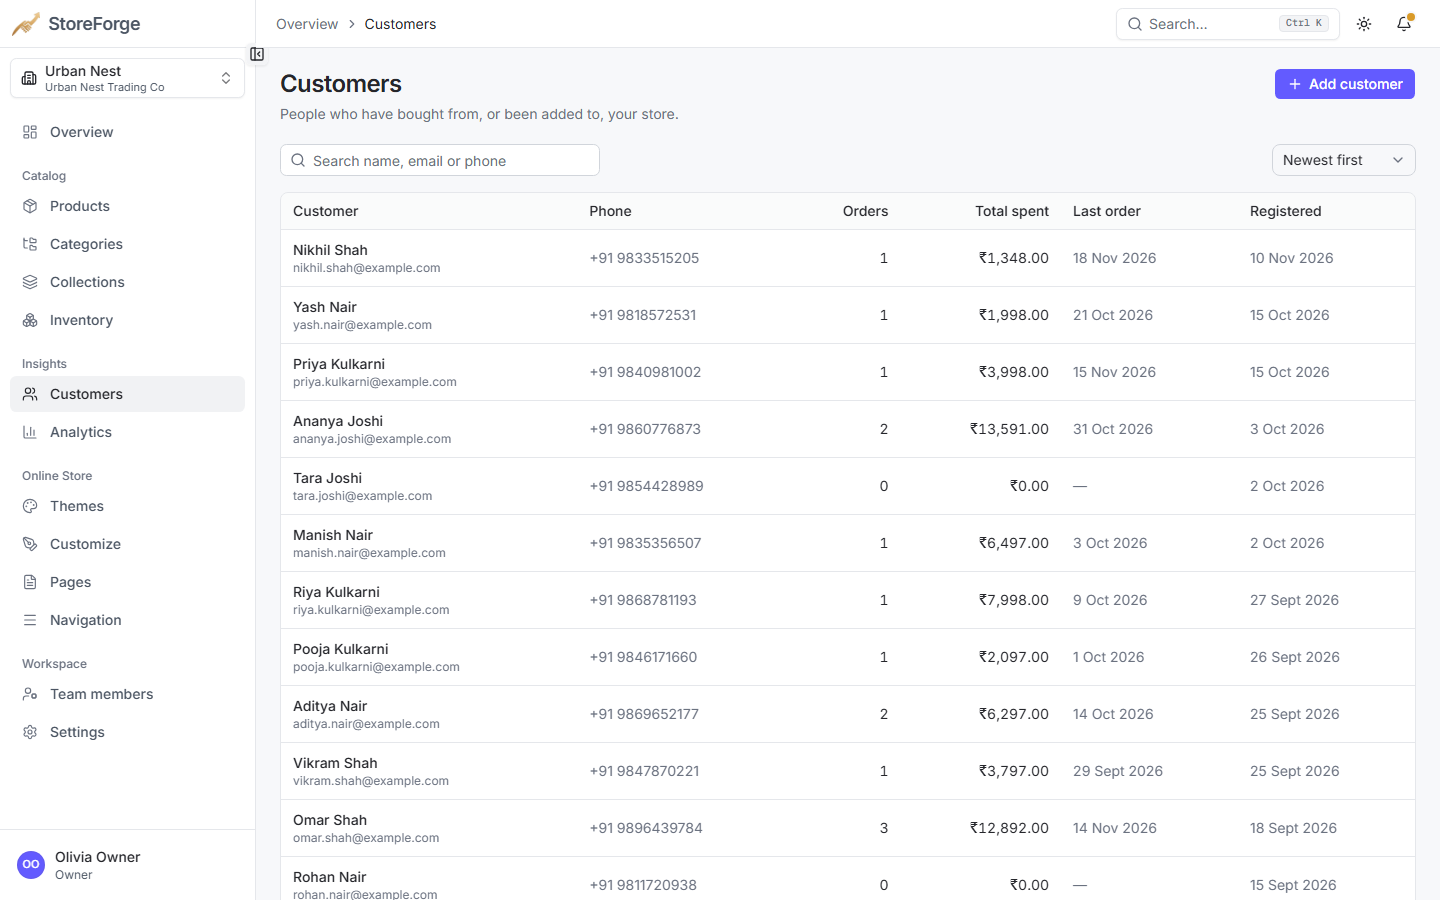 StoreForge
Overview > Customers
Search...
Ctrl K
Urban Nest
Urban Nest Trading Co
Overview
Catalog
Products
Categories
Collections
Inventory
Insights
Customers
Analytics
Online Store
Themes
Customize
Pages
Navigation
Workspace
Team members
Settings
OO
Olivia Owner
Owner
Customers
Add customer
People who have bought from, or been added to, your store.
Search name, email or phone
Newest first
Customer Phone Orders Total spent Last order Registered
Nikhil Shah
nikhil.shah@example.com
+91 9833515205 1 ₹1,348.00 18 Nov 2026 10 Nov 2026
Yash Nair
yash.nair@example.com
+91 9818572531 1 ₹1,998.00 21 Oct 2026 15 Oct 2026
Priya Kulkarni
priya.kulkarni@example.com
+91 9840981002 1 ₹3,998.00 15 Nov 2026 15 Oct 2026
Ananya Joshi
ananya.joshi@example.com
+91 9860776873 2 ₹13,591.00 31 Oct 2026 3 Oct 2026
Tara Joshi
tara.joshi@example.com
+91 9854428989 0 ₹0.00 — 2 Oct 2026
Manish Nair
manish.nair@example.com
+91 9835356507 1 ₹6,497.00 3 Oct 2026 2 Oct 2026
Riya Kulkarni
riya.kulkarni@example.com
+91 9868781193 1 ₹7,998.00 9 Oct 2026 27 Sept 2026
Pooja Kulkarni
pooja.kulkarni@example.com
+91 9846171660 1 ₹2,097.00 1 Oct 2026 26 Sept 2026
Aditya Nair
aditya.nair@example.com
+91 9869652177 2 ₹6,297.00 14 Oct 2026 25 Sept 2026
Vikram Shah
vikram.shah@example.com
+91 9847870221 1 ₹3,797.00 29 Sept 2026 25 Sept 2026
Omar Shah
omar.shah@example.com
+91 9896439784 3 ₹12,892.00 14 Nov 2026 18 Sept 2026
Rohan Nair
rohan.nair@example.com
+91 9811720938 0 ₹0.00 — 15 Sept 2026